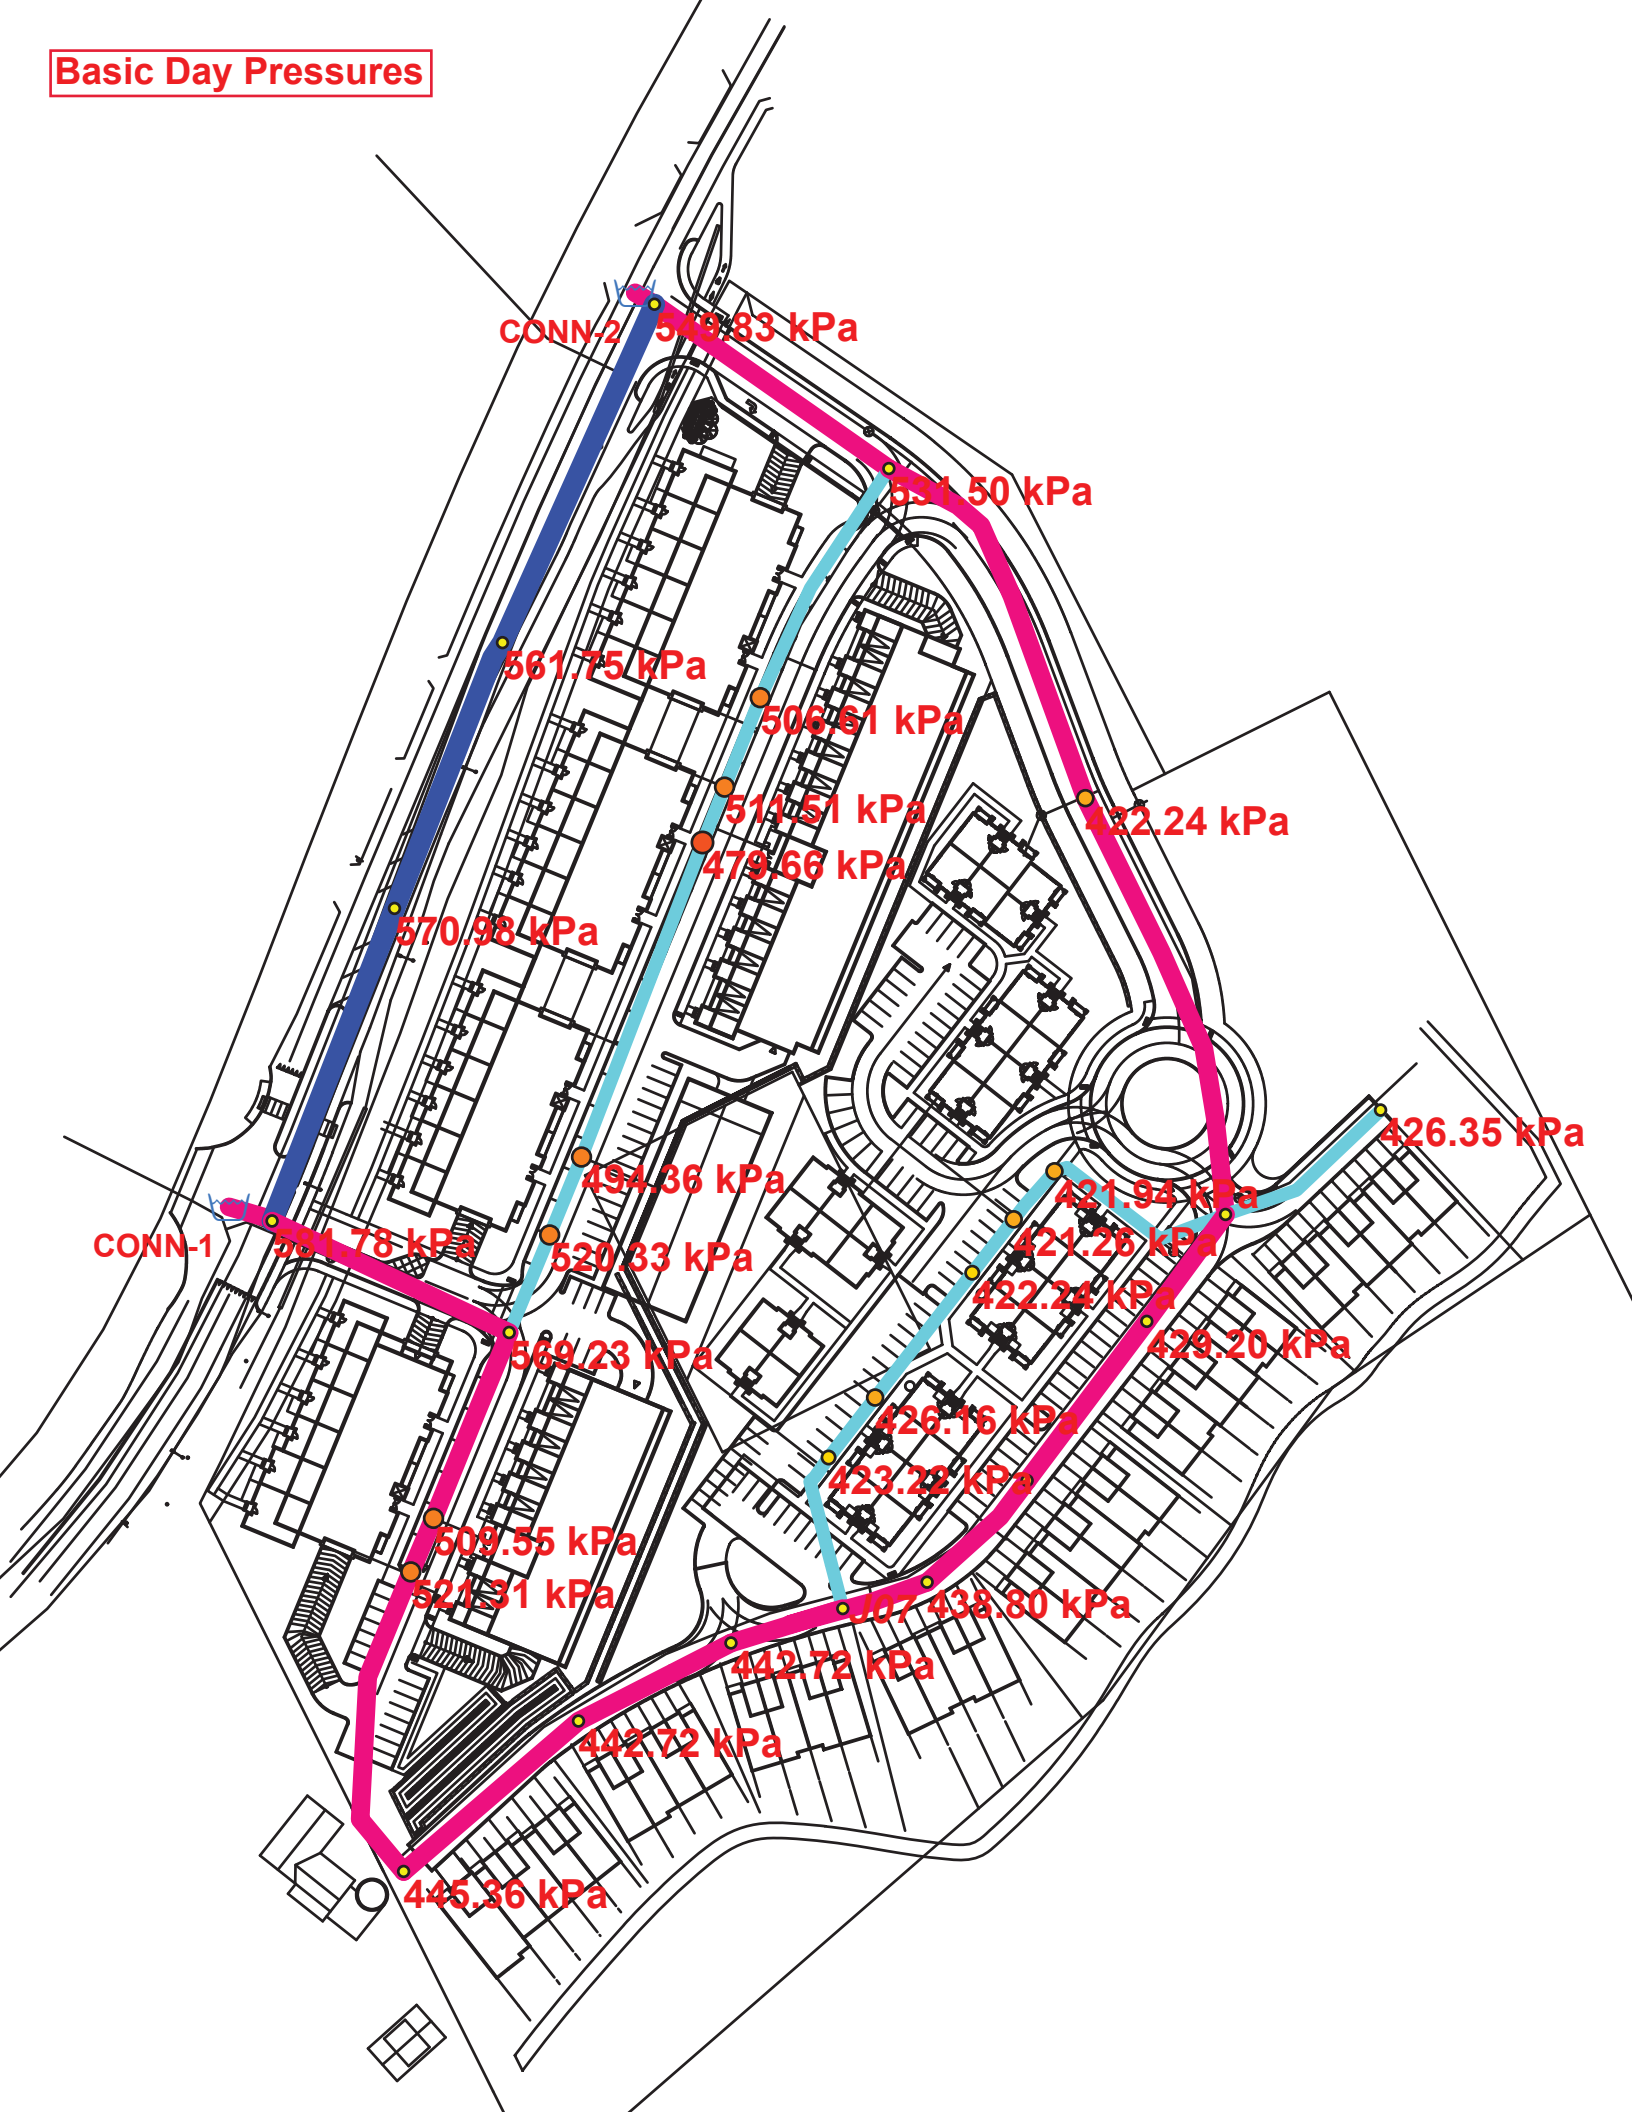 Basic Day Pressures
CONN-2
549.83 kPa
531.50 kPa
561.75 kPa
506.61 kPa
511.51 kPa
422.24 kPa
479.66 kPa
570.98 kPa
426.35 kPa
494.36 kPa
421.94 kPa
CONN-1
581.78 kPa
520.33 kPa
421.26 kPa
422.24 kPa
569.23 kPa
429.20 kPa
426.16 kPa
423.22 kPa
509.55 kPa
521.31 kPa
J07
438.80 kPa
442.72 kPa
442.72 kPa
445.36 kPa